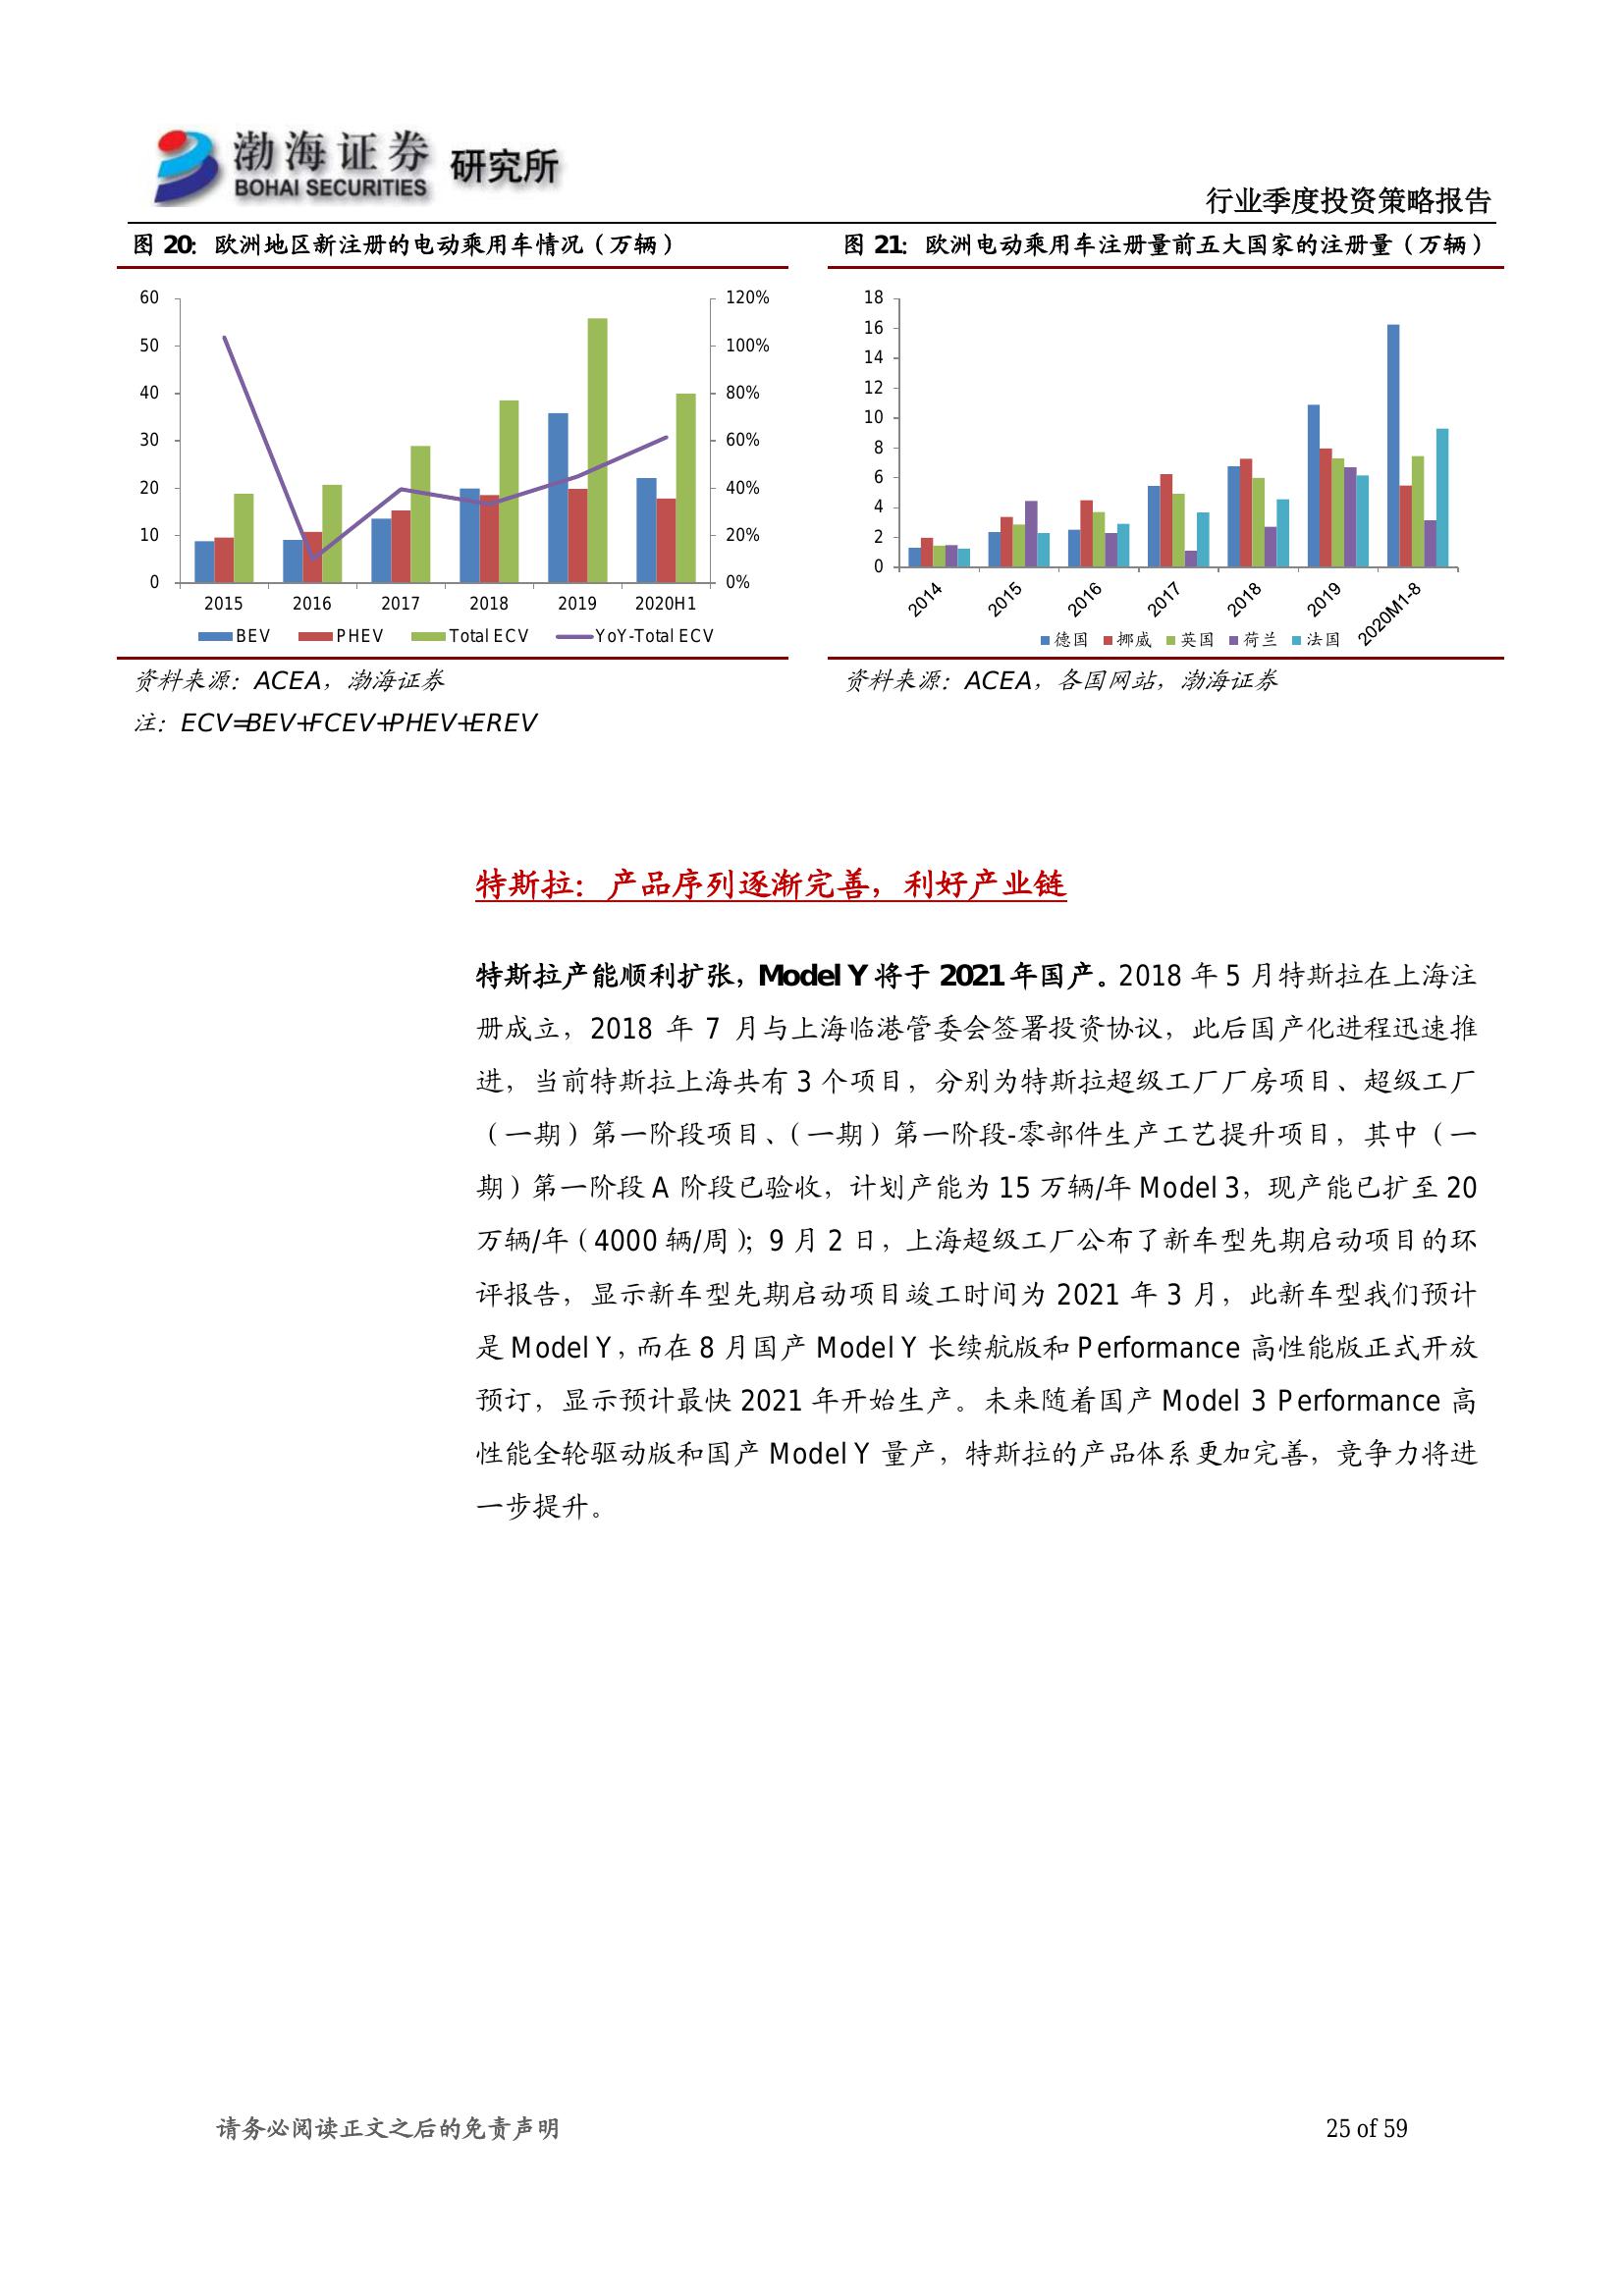 渤海证券 研究所
BOHAI SECURITIES
行业季度投资策略报告
图 20：欧洲地区新注册的电动乘用车情况（万辆）
60
50
40
30
20
10
0
120%
100%
80%
60%
40%
20%
0%
2015 2016 2017 2018 2019 2020H1
BEV PHEV Total ECV YoY-Total ECV
资料来源：ACEA，渤海证券
注：ECV=BEV+FCEV+PHEV+EREV
图 21：欧洲电动乘用车注册量前五大国家的注册量（万辆）
18
16
14
12
10
8
6
4
2
0
2014 2015 2016 2017 2018 2019 2020M1-8
德国 挪威 英国 荷兰 法国
资料来源：ACEA，各国网站，渤海证券
特斯拉：产品序列逐渐完善，利好产业链
特斯拉产能顺利扩张，Model Y 将于 2021 年国产。2018 年 5 月特斯拉在上海注
册成立，2018 年 7 月与上海临港管委会签署投资协议，此后国产化进程迅速推
进，当前特斯拉上海共有 3 个项目，分别为特斯拉超级工厂厂房项目、超级工厂
（一期）第一阶段项目、（一期）第一阶段-零部件生产工艺提升项目，其中（一
期）第一阶段 A 阶段已验收，计划产能为 15 万辆/年 Model 3，现产能已扩至 20
万辆/年（4000 辆/周）；9 月 2 日，上海超级工厂公布了新车型先期启动项目的环
评报告，显示新车型先期启动项目竣工时间为 2021 年 3 月，此新车型我们预计
是 Model Y，而在 8 月国产 Model Y 长续航版和 Performance 高性能版正式开放
预订，显示预计最快 2021 年开始生产。未来随着国产 Model 3 Performance 高
性能全轮驱动版和国产 Model Y 量产，特斯拉的产品体系更加完善，竞争力将进
一步提升。
请务必阅读正文之后的免责声明
25 of 59